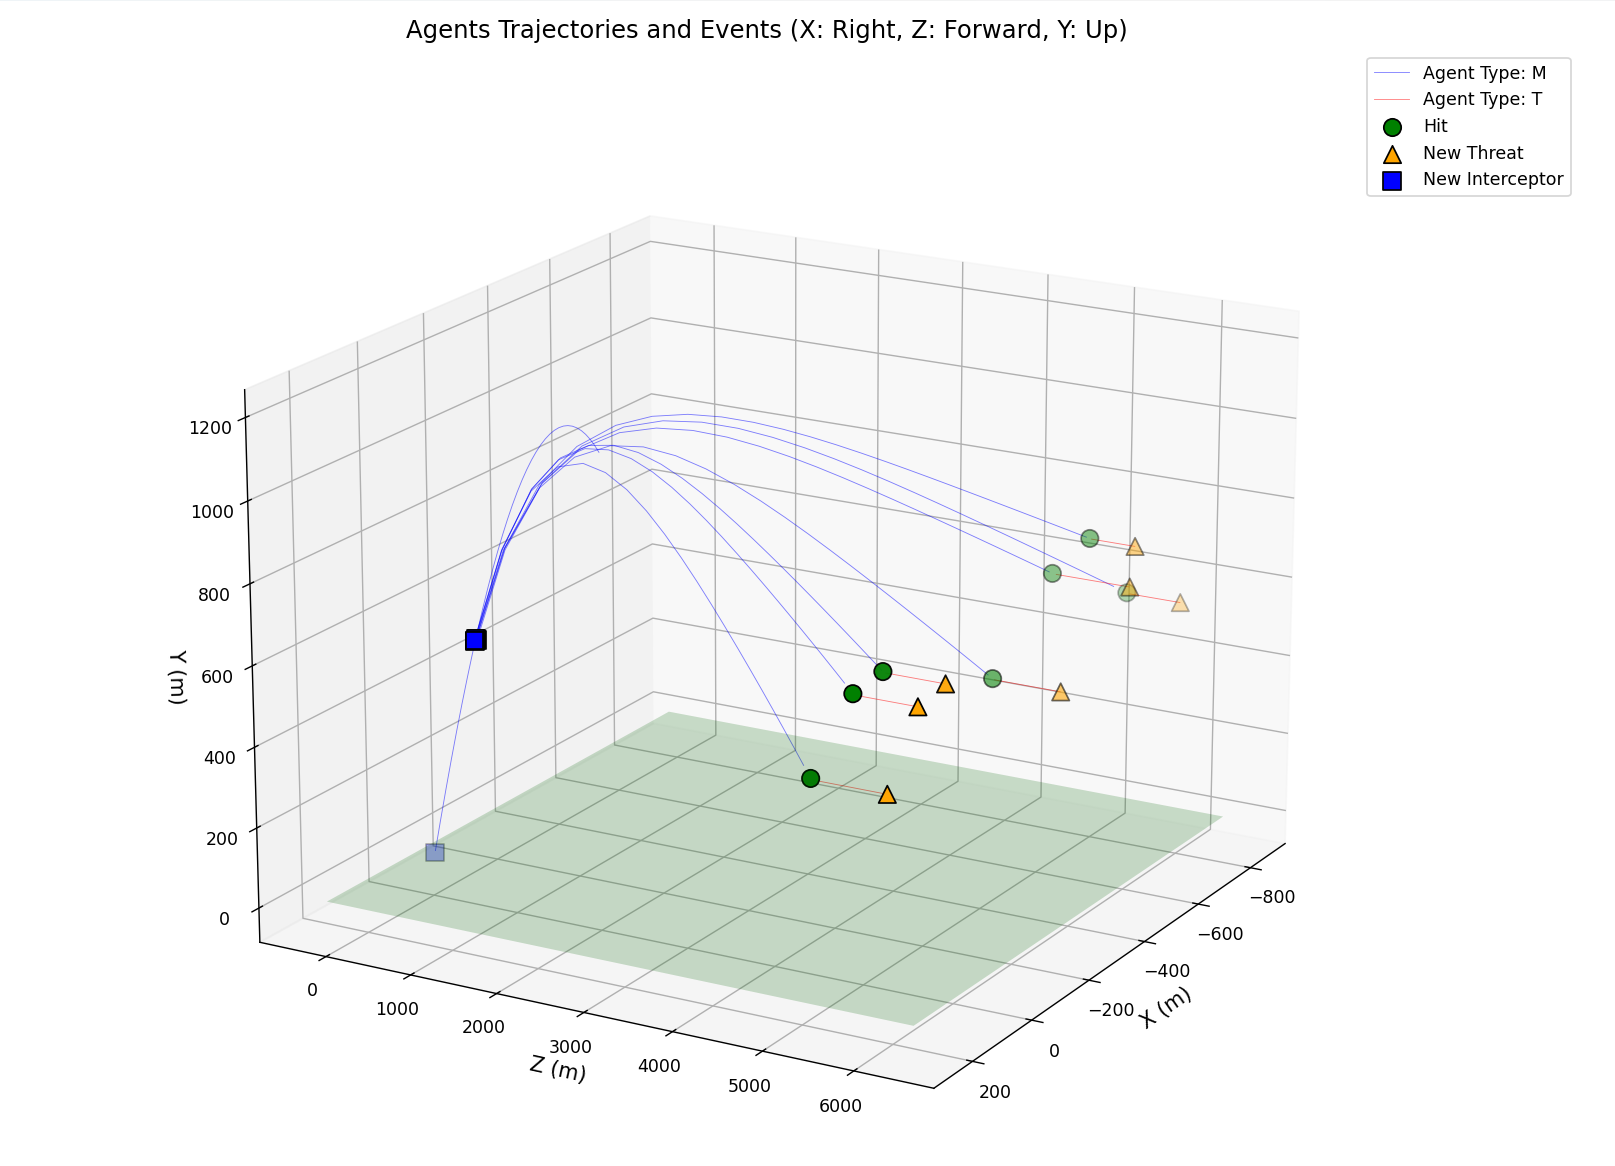 Agents Trajectories and Events (X: Right, Z: Forward, Y: Up)
Agent Type: M
Agent Type: T
Hit
New Threat
New Interceptor
1200
1000
800
600
400
200
0
Y (m)
0
1000
2000
3000
4000
5000
6000
Z (m)
−800
−600
−400
−200
0
200
X (m)